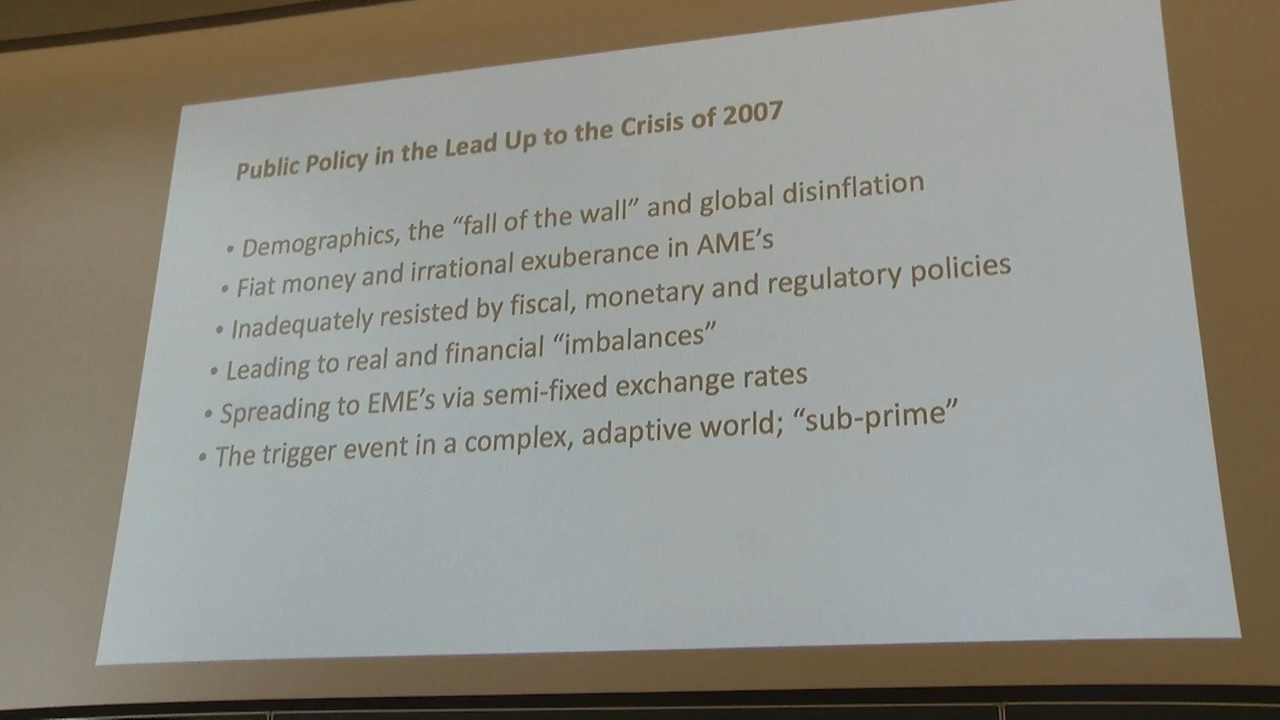 Public Policy in the Lead Up to the Crisis of 2007
• Demographics, the “fall of the wall” and global disinflation
• Fiat money and irrational exuberance in AME’s
• Inadequately resisted by fiscal, monetary and regulatory policies
• Leading to real and financial “imbalances”
• Spreading to EME’s via semi-fixed exchange rates
• The trigger event in a complex, adaptive world; “sub-prime”